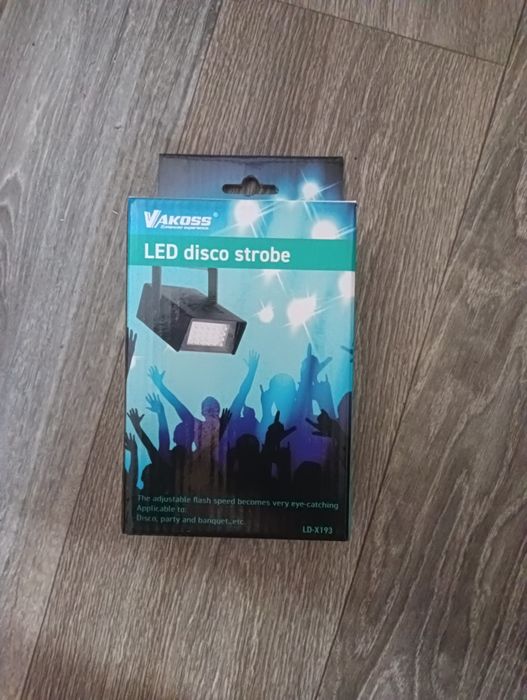 VAKOSS®
Enhanced experience
LED disco strobe
The adjustable flash speed becomes very eye-catching
Applicable to:
Disco, party and banquet,.etc.
LD-X193